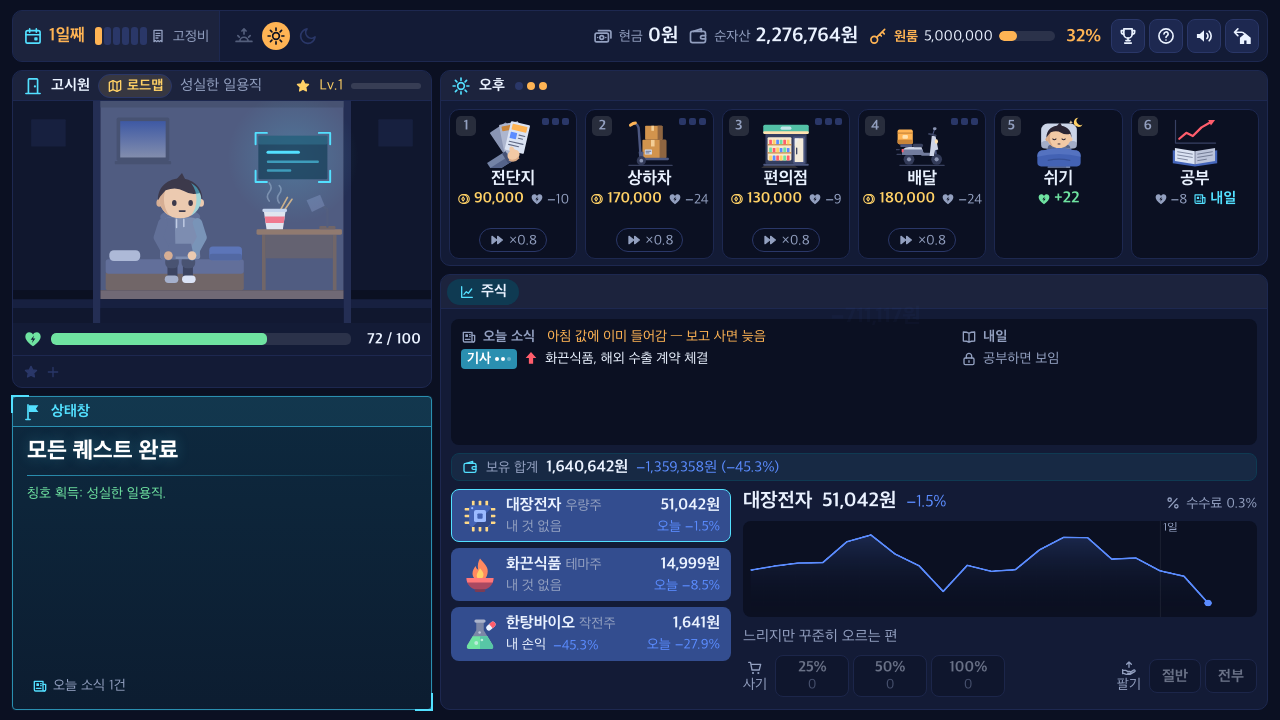 1일째 고정비
현금 0원 순자산 2,276,764원 원룸 5,000,000 32%
고시원 로드맵 성실한 일용직 Lv.1
72 / 100
상태창
모든 퀘스트 완료
칭호 획득: 성실한 일용직.
오늘 소식 1건
오후
1 전단지 90,000 −10 ×0.8
2 상하차 170,000 −24 ×0.8
3 편의점 130,000 −9 ×0.8
4 배달 180,000 −24 ×0.8
5 쉬기 +22
6 공부 −8 내일
주식
오늘 소식 아침 값에 이미 들어감 — 보고 사면 늦음
기사 화끈식품, 해외 수출 계약 체결
내일
공부하면 보임
보유 합계 1,640,642원 −1,359,358원 (−45.3%)
대장전자 우량주 51,042원
내 것 없음 오늘 −1.5%
화끈식품 테마주 14,999원
내 것 없음 오늘 −8.5%
한탕바이오 작전주 1,641원
내 손익 −45.3% 오늘 −27.9%
대장전자 51,042원 −1.5% % 수수료 0.3%
1일
느리지만 꾸준히 오르는 편
사기 25% 0 50% 0 100% 0
팔기 절반 전부